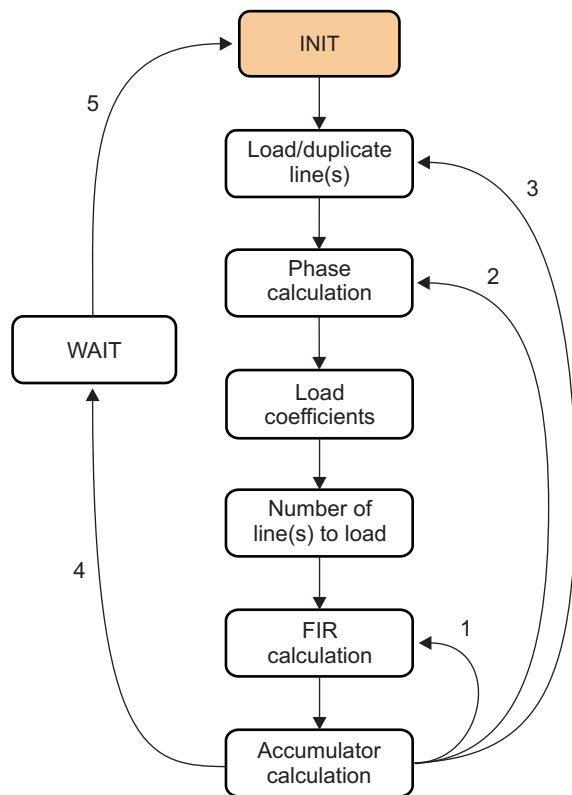 INIT
5
Load/duplicate
line(s)
3
Phase
calculation
2
WAIT
Load
coefficients
Number of
line(s) to load
4
FIR
calculation
1
Accumulator
calculation